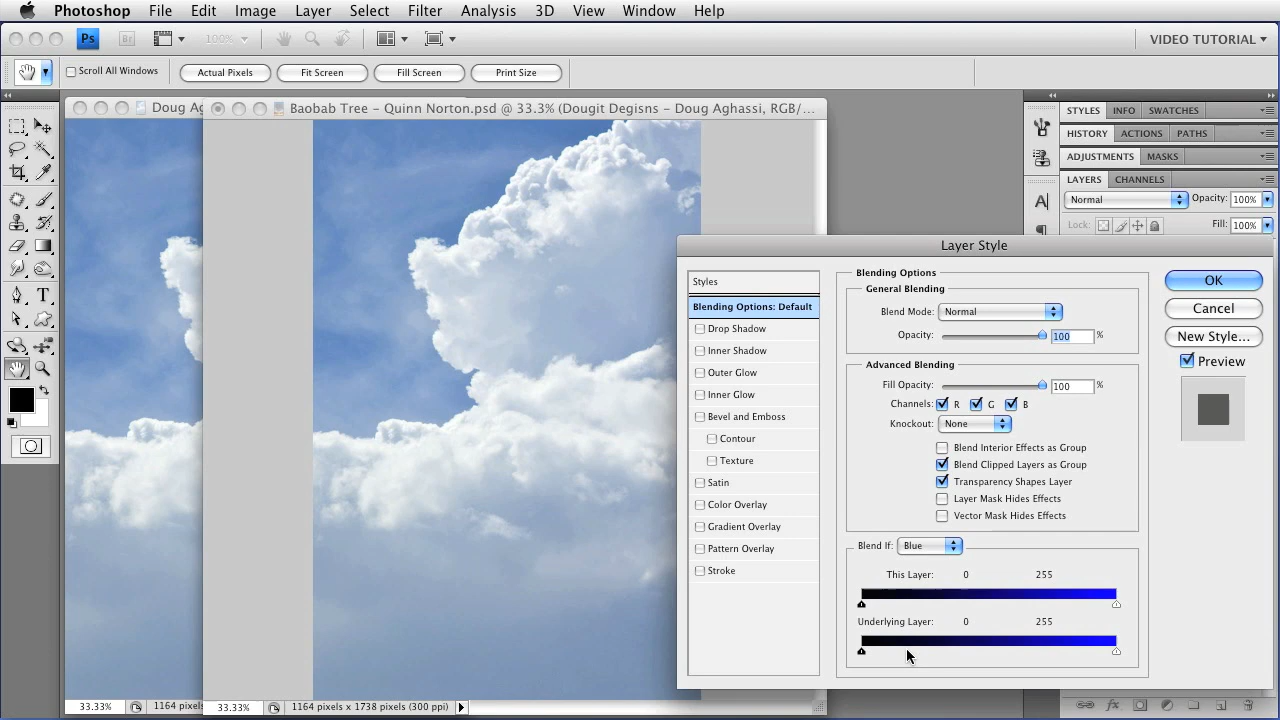 Photoshop File Edit Image Layer Select Filter Analysis 3D View Window Help
Ps Br 100% VIDEO TUTORIAL
Scroll All Windows Actual Pixels Fit Screen Fill Screen Print Size
Doug Ag
Baobab Tree – Quinn Norton.psd @ 33.3% (Dougit Degisns – Doug Aghassi, RGB/...
STYLES INFO SWATCHES
HISTORY ACTIONS PATHS
ADJUSTMENTS MASKS
LAYERS CHANNELS
Normal Opacity: 100%
Lock: Fill: 100%
Layer Style
Styles
Blending Options: Default
Drop Shadow
Inner Shadow
Outer Glow
Inner Glow
Bevel and Emboss
Contour
Texture
Satin
Color Overlay
Gradient Overlay
Pattern Overlay
Stroke
Blending Options
General Blending
Blend Mode: Normal
Opacity: 100 %
Advanced Blending
Fill Opacity: 100 %
Channels: R G B
Knockout: None
Blend Interior Effects as Group
Blend Clipped Layers as Group
Transparency Shapes Layer
Layer Mask Hides Effects
Vector Mask Hides Effects
Blend If: Blue
This Layer: 0 255
Underlying Layer: 0 255
OK
Cancel
New Style...
Preview
33.33% 1164 pixels
33.33% 1164 pixels x 1738 pixels (300 ppi)
fx